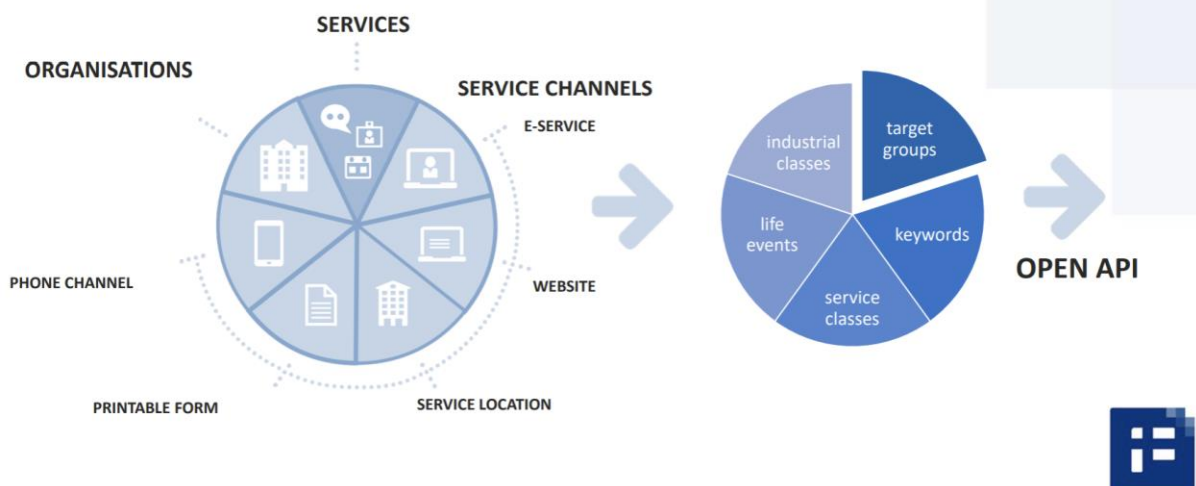 SERVICES
ORGANISATIONS
SERVICE CHANNELS
E-SERVICE
WEBSITE
SERVICE LOCATION
PRINTABLE FORM
PHONE CHANNEL
industrial
classes
target
groups
life
events
keywords
service
classes
OPEN API